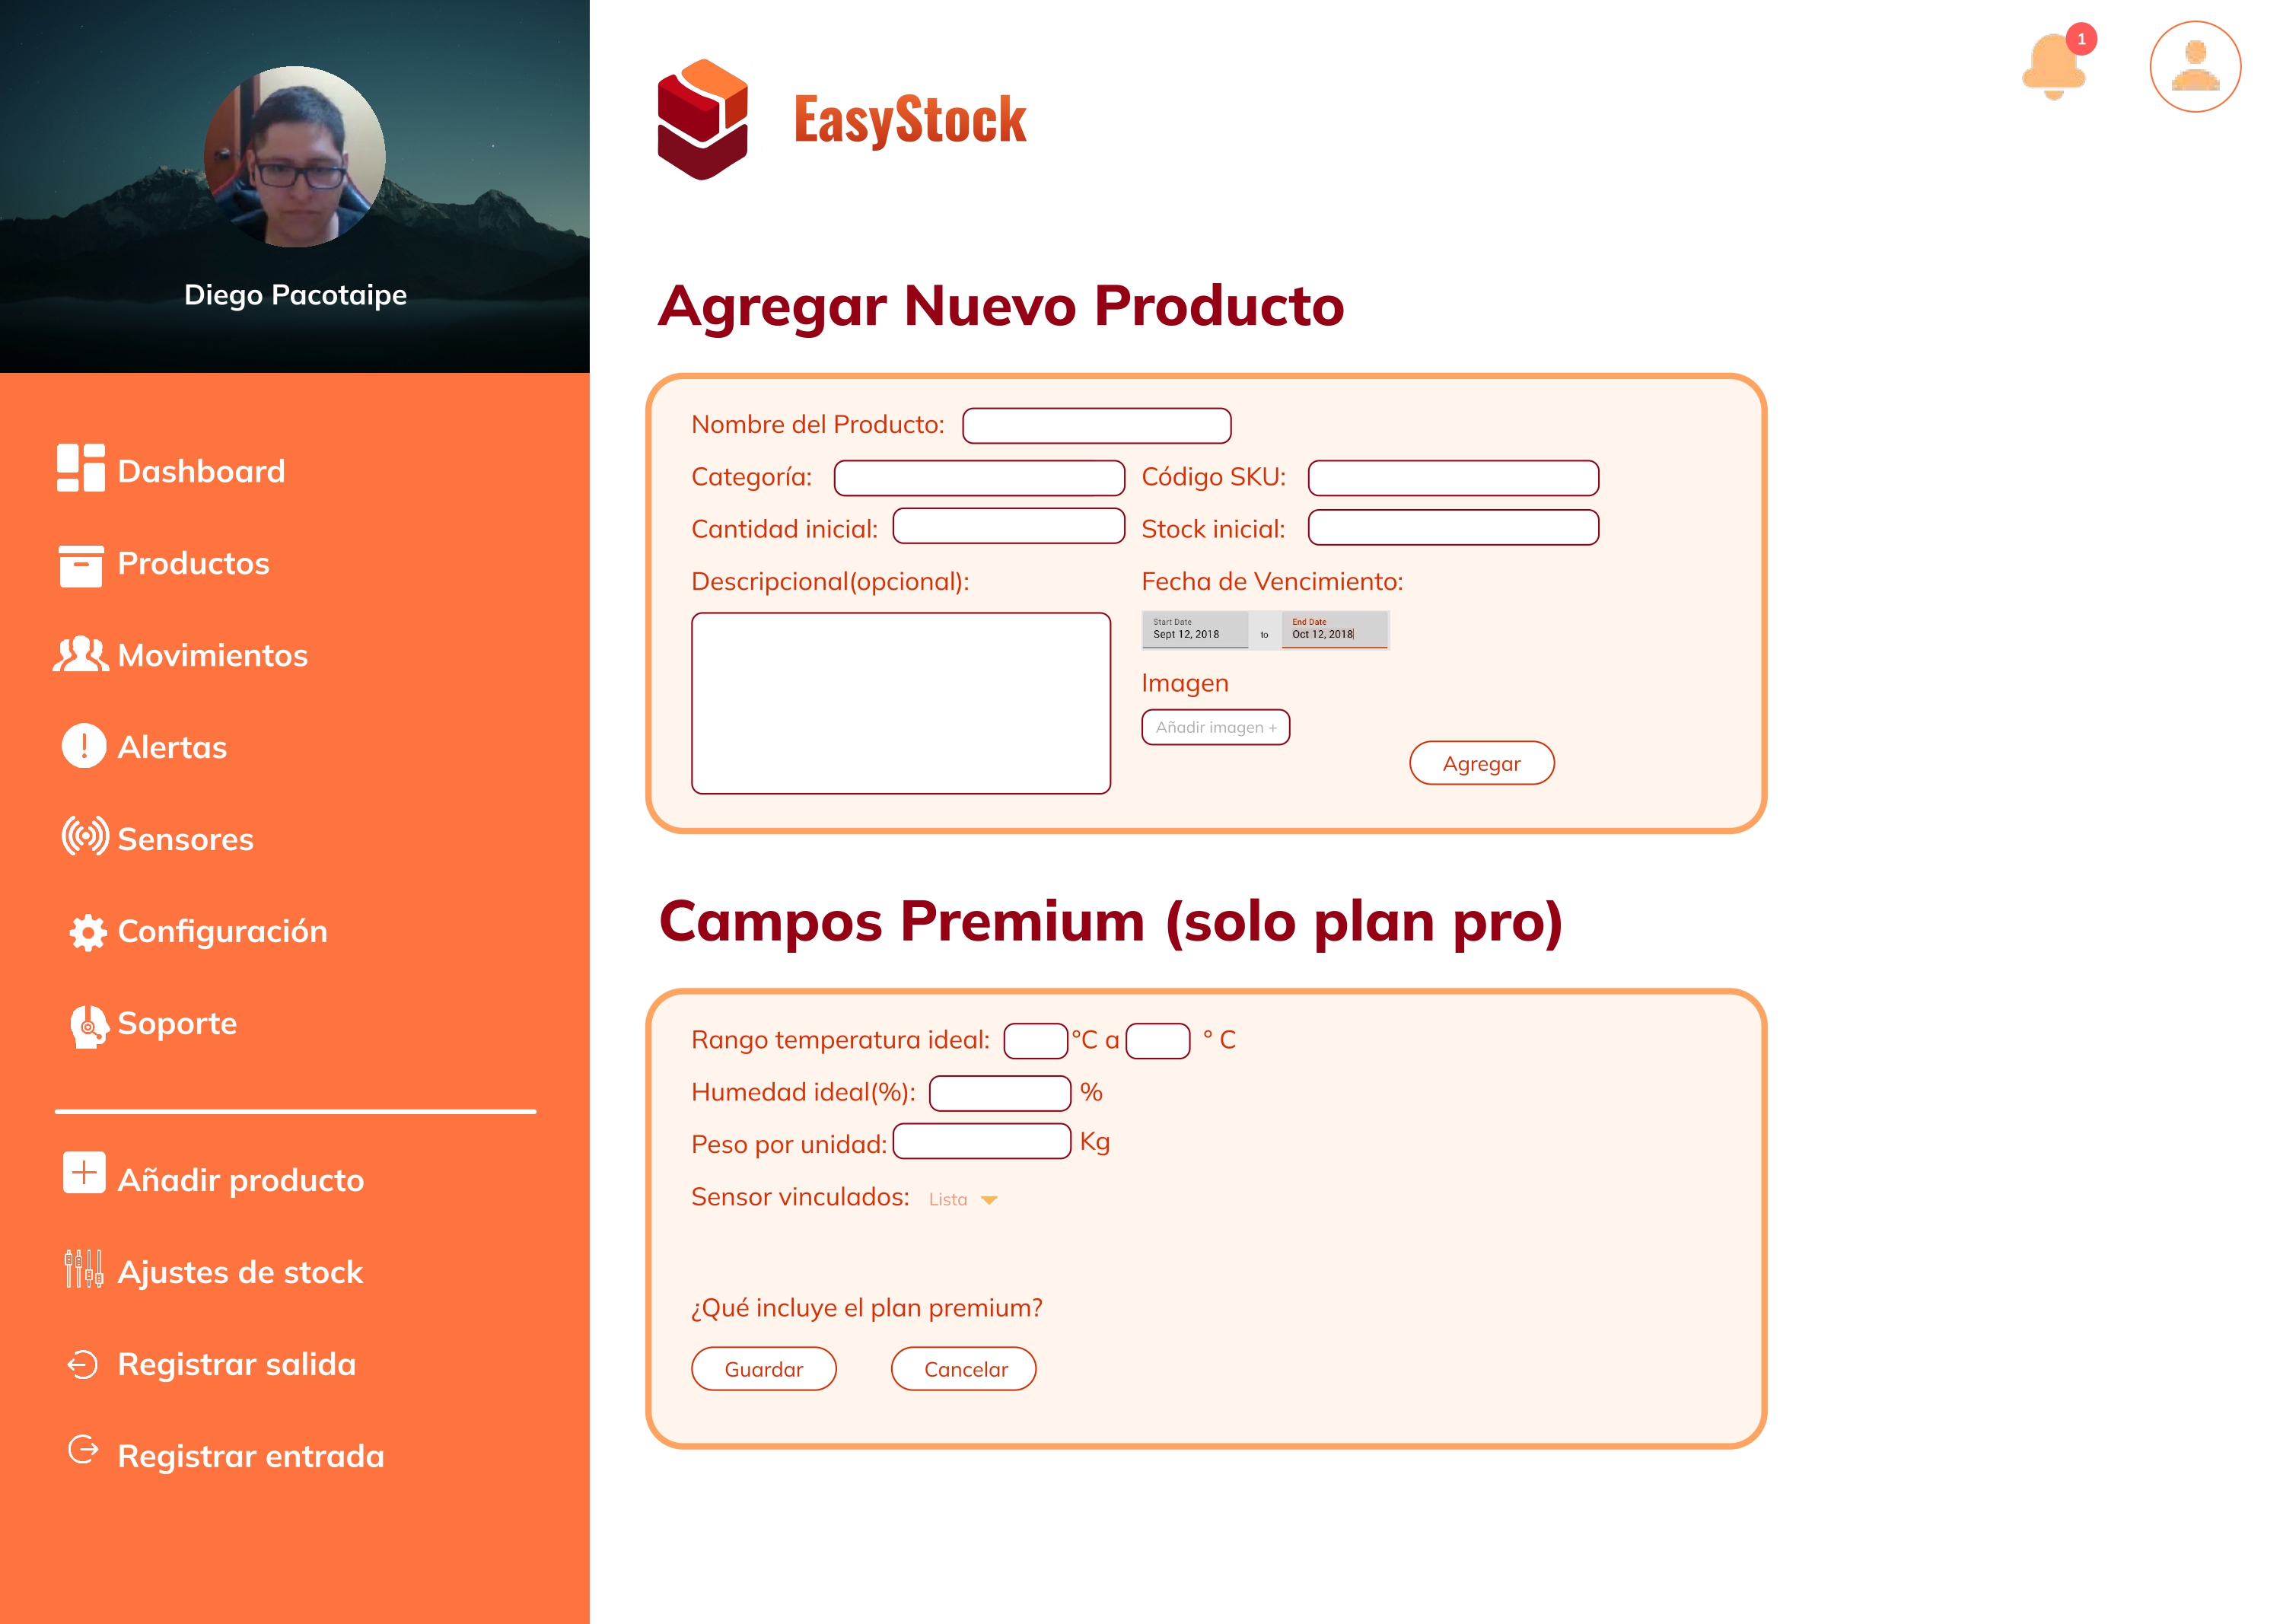 Diego Pacotaipe
Dashboard
Productos
Movimientos
Alertas
Sensores
Configuración
Soporte
Añadir producto
Ajustes de stock
Registrar salida
Registrar entrada
EasyStock
1
Agregar Nuevo Producto
Nombre del Producto:
Categoría: Código SKU:
Cantidad inicial: Stock inicial:
Descripcional(opcional): Fecha de Vencimiento:
Start Date End Date
Sept 12, 2018 to Oct 12, 2018
Imagen
Añadir imagen +
Agregar
Campos Premium (solo plan pro)
Rango temperatura ideal: °C a ° C
Humedad ideal(%): %
Peso por unidad: Kg
Sensor vinculados: Lista
¿Qué incluye el plan premium?
Guardar Cancelar